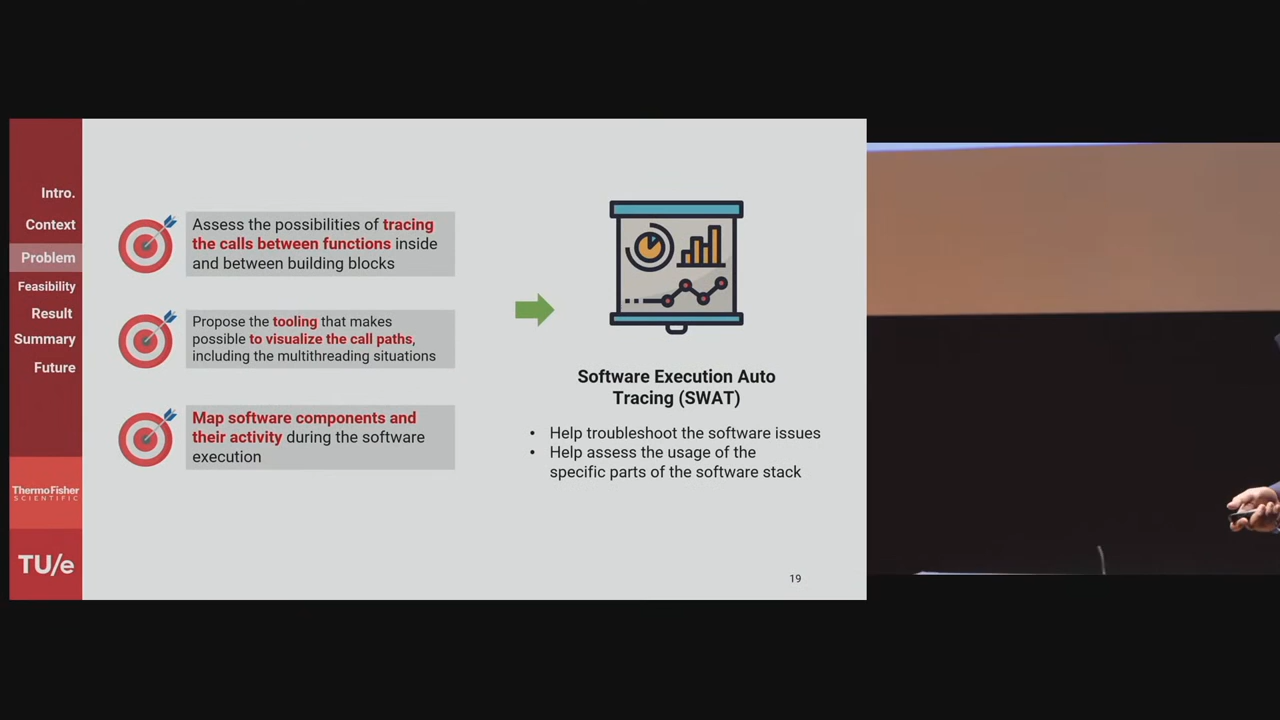 Intro.
Context
Problem
Feasibility
Result
Summary
Future
ThermoFisher
SCIENTIFIC
TU/e
Assess the possibilities of tracing
the calls between functions inside
and between building blocks
Propose the tooling that makes
possible to visualize the call paths,
including the multithreading situations
Map software components and
their activity during the software
execution
Software Execution Auto
Tracing (SWAT)
• Help troubleshoot the software issues
• Help assess the usage of the
specific parts of the software stack
19